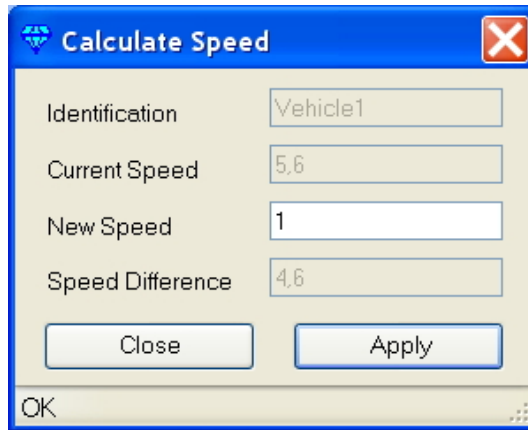 Calculate Speed
Identification Vehicle1
Current Speed 5,6
New Speed 1
Speed Difference 4,6
Close Apply
OK